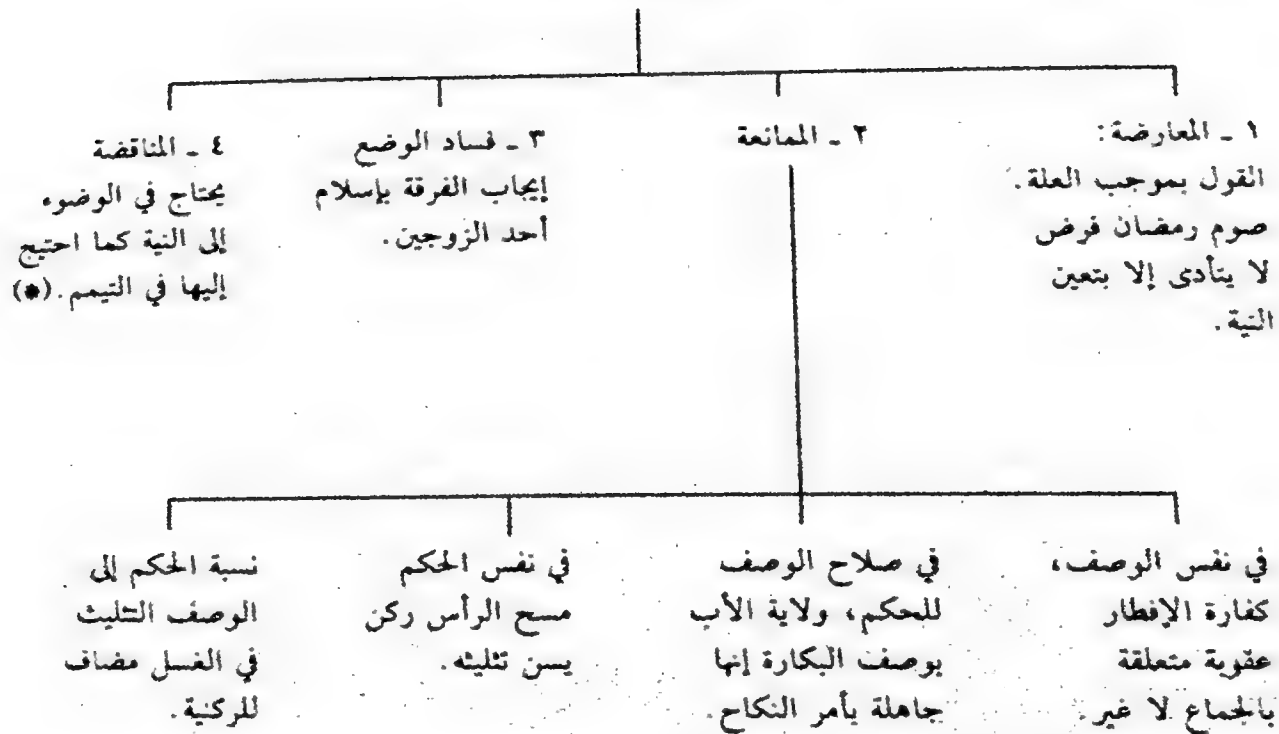 ١ ـ المعارضة:
القول بموجب العلة.
صوم رمضان فرض
لا يتأدى إلا بتعين
النية.
٢ ـ الممانعة
٣ ـ فساد الوضع
إيجاب الفرقة بإسلام
أحد الزوجين.
٤ ـ المناقضة
يحتاج في الوضوء
إلى النية كما احتيج
إليها في التيمم. (*)
في نفس الوصف،
كفارة الإفطار
عقوبة متعلقة
بالجماع لا غير.
في صلاح الوصف
للحكم، ولاية الأب
بوصف البكارة إنها
جاهلة بأمر النكاح.
في نفس الحكم
مسح الرأس ركن
يسن تثليثه.
نسبة الحكم إلى
الوصف التثليث
في الغسل مضاف
للركنية.